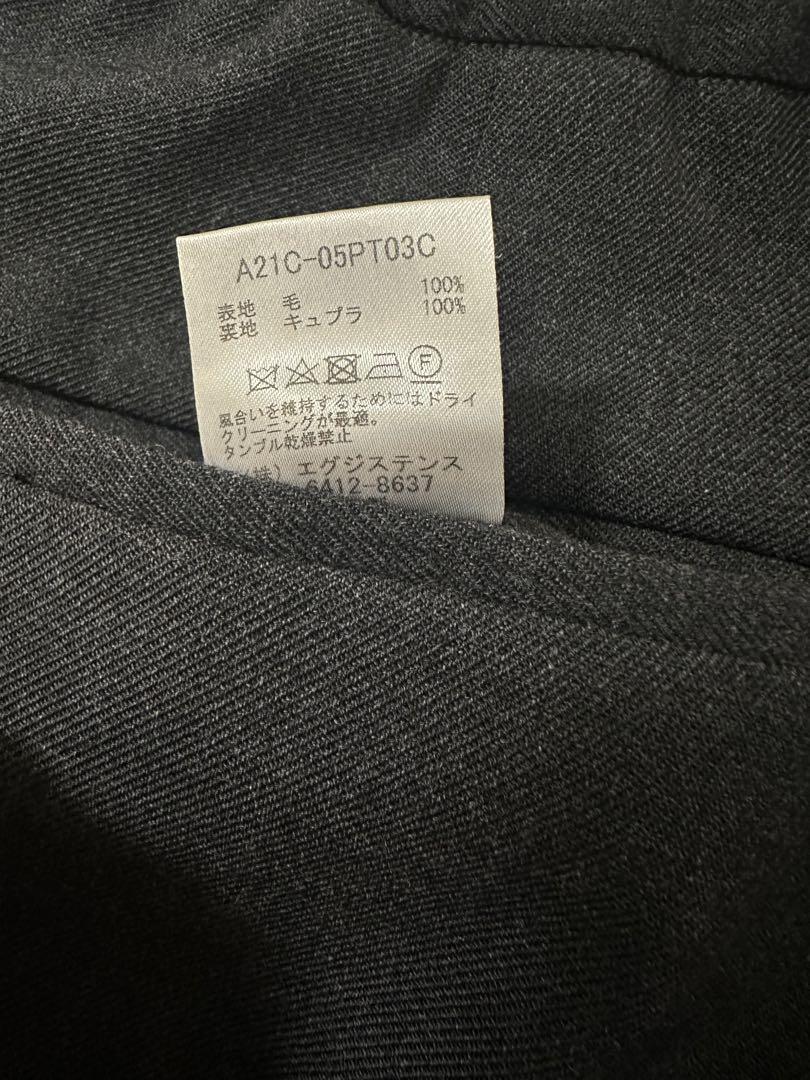 A21C-05PT03C
表地 毛 100%
裏地 キュプラ 100%
F
風合いを維持するためにはドライ
クリーニングが最適。
タンブル乾燥禁止
(株) エグジステンス
6412-8637